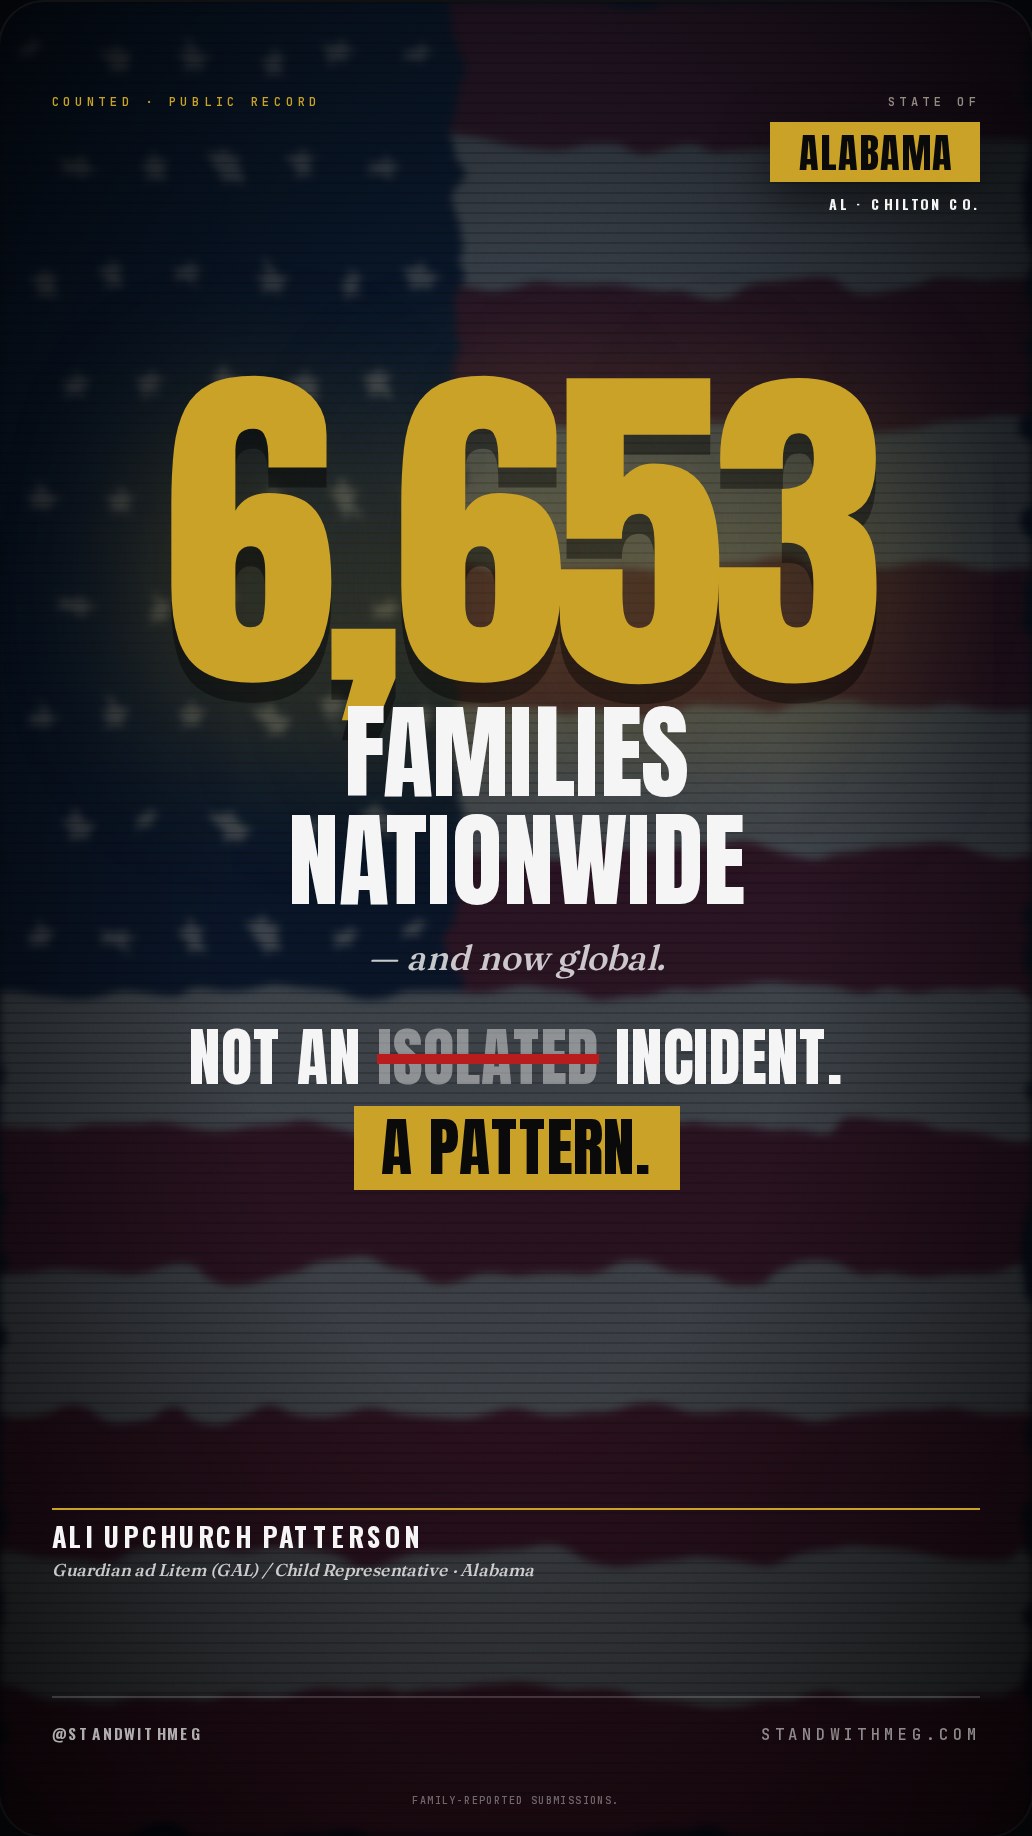 COUNTED · PUBLIC RECORD
STATE OF
ALABAMA
AL · CHILTON CO.
6,653
FAMILIES
NATIONWIDE
— and now global.
NOT AN ISOLATED INCIDENT.
A PATTERN.
ALI UPCHURCH PATTERSON
Guardian ad Litem (GAL) / Child Representative · Alabama
@STANDWITHMEG
STANDWITHMEG.COM
FAMILY-REPORTED SUBMISSIONS.